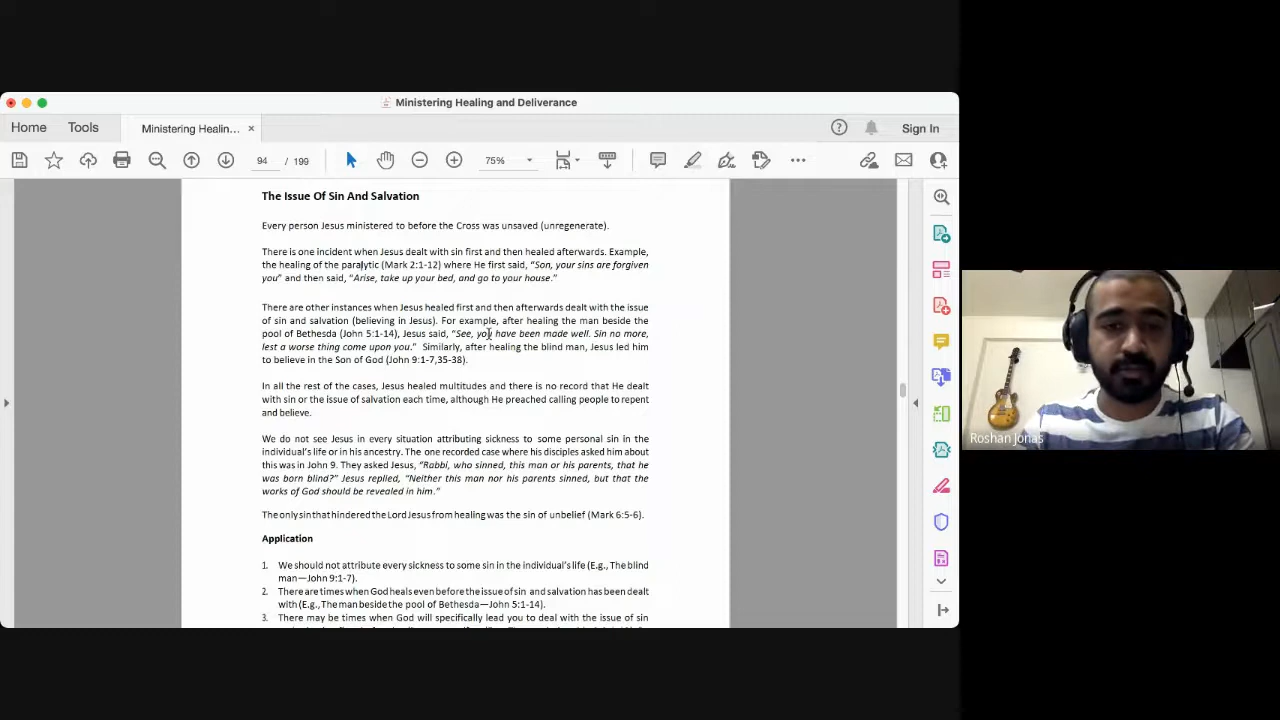 Ministering Healing and Deliverance
Home Tools Ministering Healin... × Sign In
94 / 199 75%
The Issue Of Sin And Salvation
Every person Jesus ministered to before the Cross was unsaved (unregenerate).
There is one incident when Jesus dealt with sin first and then healed afterwards. Example,
the healing of the paralytic (Mark 2:1-12) where He first said, “Son, your sins are forgiven
you” and then said, “Arise, take up your bed, and go to your house.”
There are other instances when Jesus healed first and then afterwards dealt with the issue
of sin and salvation (believing in Jesus). For example, after healing the man beside the
pool of Bethesda (John 5:1-14), Jesus said, “See, you have been made well. Sin no more,
lest a worse thing come upon you.” Similarly, after healing the blind man, Jesus led him
to believe in the Son of God (John 9:1-7,35-38).
In all the rest of the cases, Jesus healed multitudes and there is no record that He dealt
with sin or the issue of salvation each time, although He preached calling people to repent
and believe.
We do not see Jesus in every situation attributing sickness to some personal sin in the
individual’s life or in his ancestry. The one recorded case where his disciples asked him about
this was in John 9. They asked Jesus, “Rabbi, who sinned, this man or his parents, that he
was born blind?” Jesus replied, “Neither this man nor his parents sinned, but that the
works of God should be revealed in him.”
The only sin that hindered the Lord Jesus from healing was the sin of unbelief (Mark 6:5-6).
Application
1. We should not attribute every sickness to some sin in the individual’s life (E.g., The blind
man—John 9:1-7).
2. There are times when God heals even before the issue of sin and salvation has been dealt
with (E.g., The man beside the pool of Bethesda—John 5:1-14).
3. There may be times when God will specifically lead you to deal with the issue of sin
Roshan Jonas